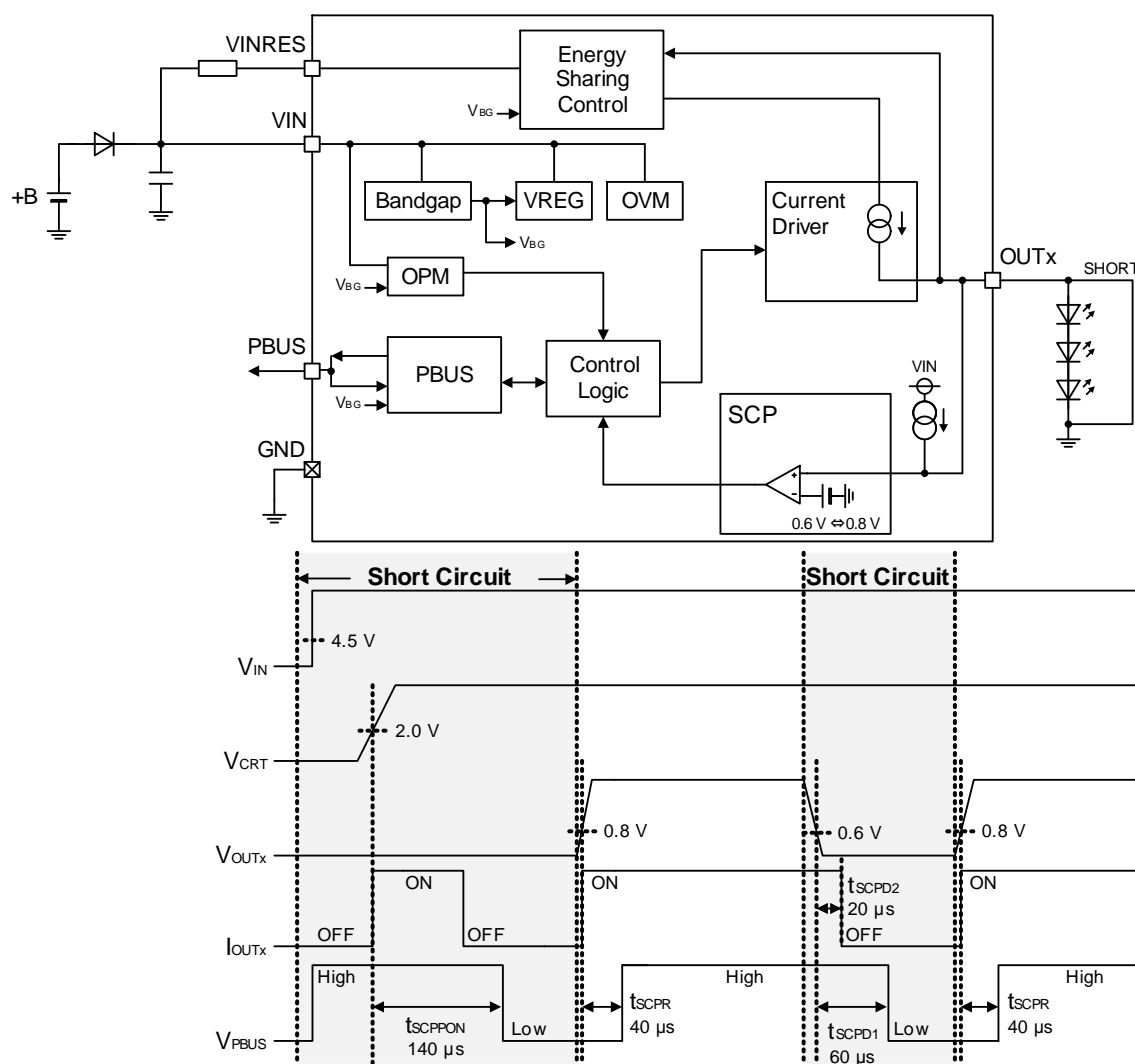 VINRES
Energy
Sharing
Control
VBG
VIN
+B
Bandgap
VREG
OVM
VBG
Current
Driver
OUTx
SHORT
VBG
OPM
PBUS
PBUS
VBG
Control
Logic
VIN
SCP
+
-
0.6 V ⇔0.8 V
GND
Short Circuit
Short Circuit
4.5 V
VIN
2.0 V
VCRT
0.8 V
0.6 V
0.8 V
VOUTx
ON
ON
tSCPD2
20 µs
ON
IOUTx
OFF
OFF
OFF
High
High
High
tSCPPON
140 µs
Low
tSCPR
40 µs
tSCPD1
60 µs
Low
tSCPR
40 µs
VPBUS